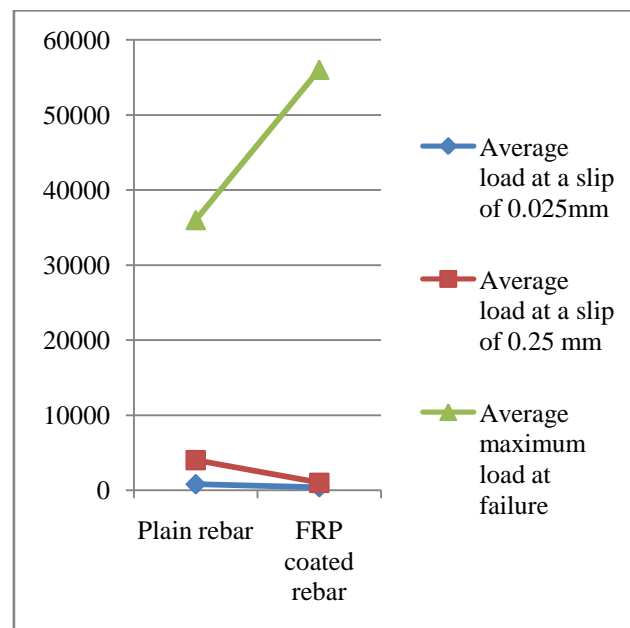 60000
50000
40000
30000
20000
10000
0
Plain rebar
FRP
coated
rebar
Average
load at a slip
of 0.025mm
Average
load at a slip
of 0.25 mm
Average
maximum
load at
failure